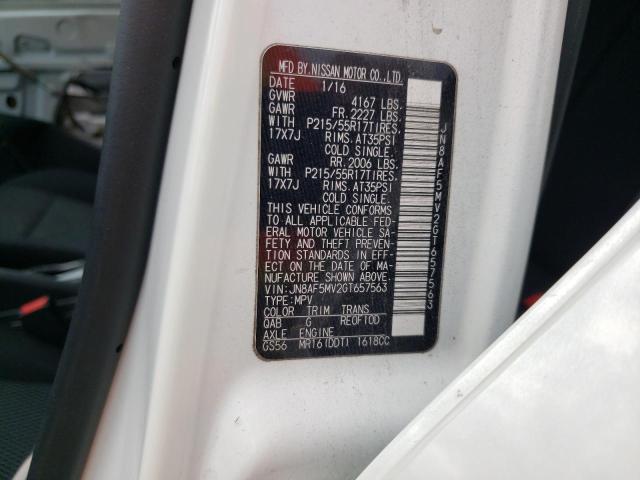 MFD BY.NISSAN MOTOR CO.,LTD.
DATE 1/16
GVWR 4167 LBS.
GAWR FR. 2227 LBS.
WITH P215/55R17TIRES.
17X7J RIMS. AT35PSI
COLD SINGLE.
GAWR RR. 2006 LBS.
WITH P215/55R17TIRES.
17X7J RIMS. AT35PSI
COLD SINGLE.
THIS VEHICLE CONFORMS
TO ALL APPLICABLE FED-
ERAL MOTOR VEHICLE SA-
FETY AND THEFT PREVEN-
TION STANDARDS IN EFF-
ECT ON THE DATE OF MA-
NUFACTURE SHOWN ABOVE.
VIN:JN8AF5MV2GT657563
TYPE:MPV
COLOR TRIM TRANS
QAB G RE0F10D
AXLE ENGINE
GS56 MR16(DDT) 1618CC
JN8AF5MV2GT657563